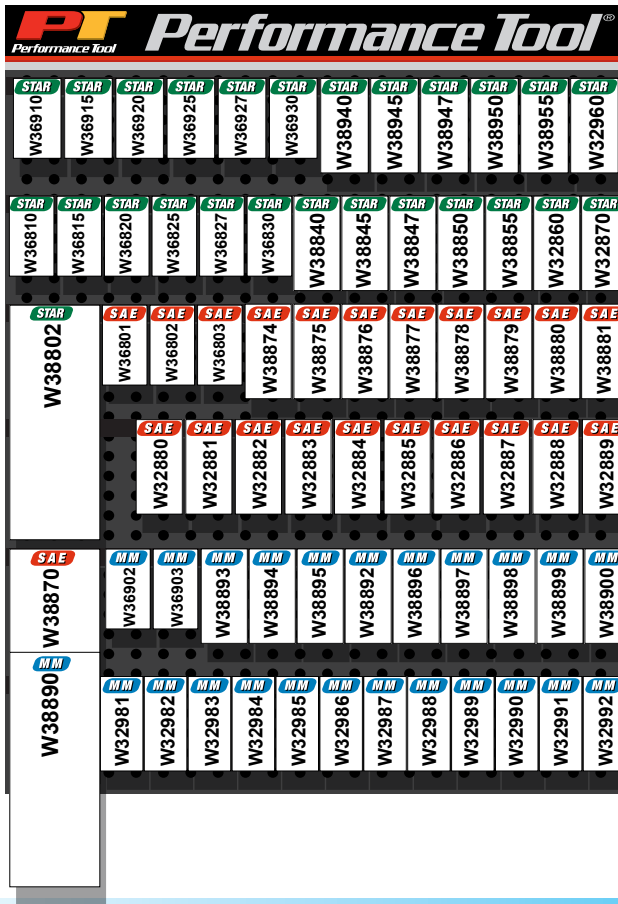 PT Performance Tool
Performance Tool®
STAR STAR STAR STAR STAR STAR STAR STAR STAR STAR STAR STAR
W36910 W36915 W36920 W36925 W36927 W36930 W38940 W38945 W38947 W38950 W38955 W32960
STAR STAR STAR STAR STAR STAR STAR STAR STAR STAR STAR STAR STAR
W36810 W36815 W36820 W36825 W36827 W36830 W38840 W38845 W38847 W38850 W38855 W32860 W32870
STAR SAE SAE SAE SAE SAE SAE SAE SAE SAE SAE SAE
W38802 W36801 W36802 W36803 W38874 W38875 W38876 W38877 W38878 W38879 W38880 W38881
SAE SAE SAE SAE SAE SAE SAE SAE SAE SAE
W32880 W32881 W32882 W32883 W32884 W32885 W32886 W32887 W32888 W32889
SAE MM MM MM MM MM MM MM MM MM MM MM
W38870 W36902 W36903 W38893 W38894 W38895 W38892 W38896 W38897 W38898 W38899 W38900
MM MM MM MM MM MM MM MM MM MM MM MM MM
W38890 W32981 W32982 W32983 W32984 W32985 W32986 W32987 W32988 W32989 W32990 W32991 W32992